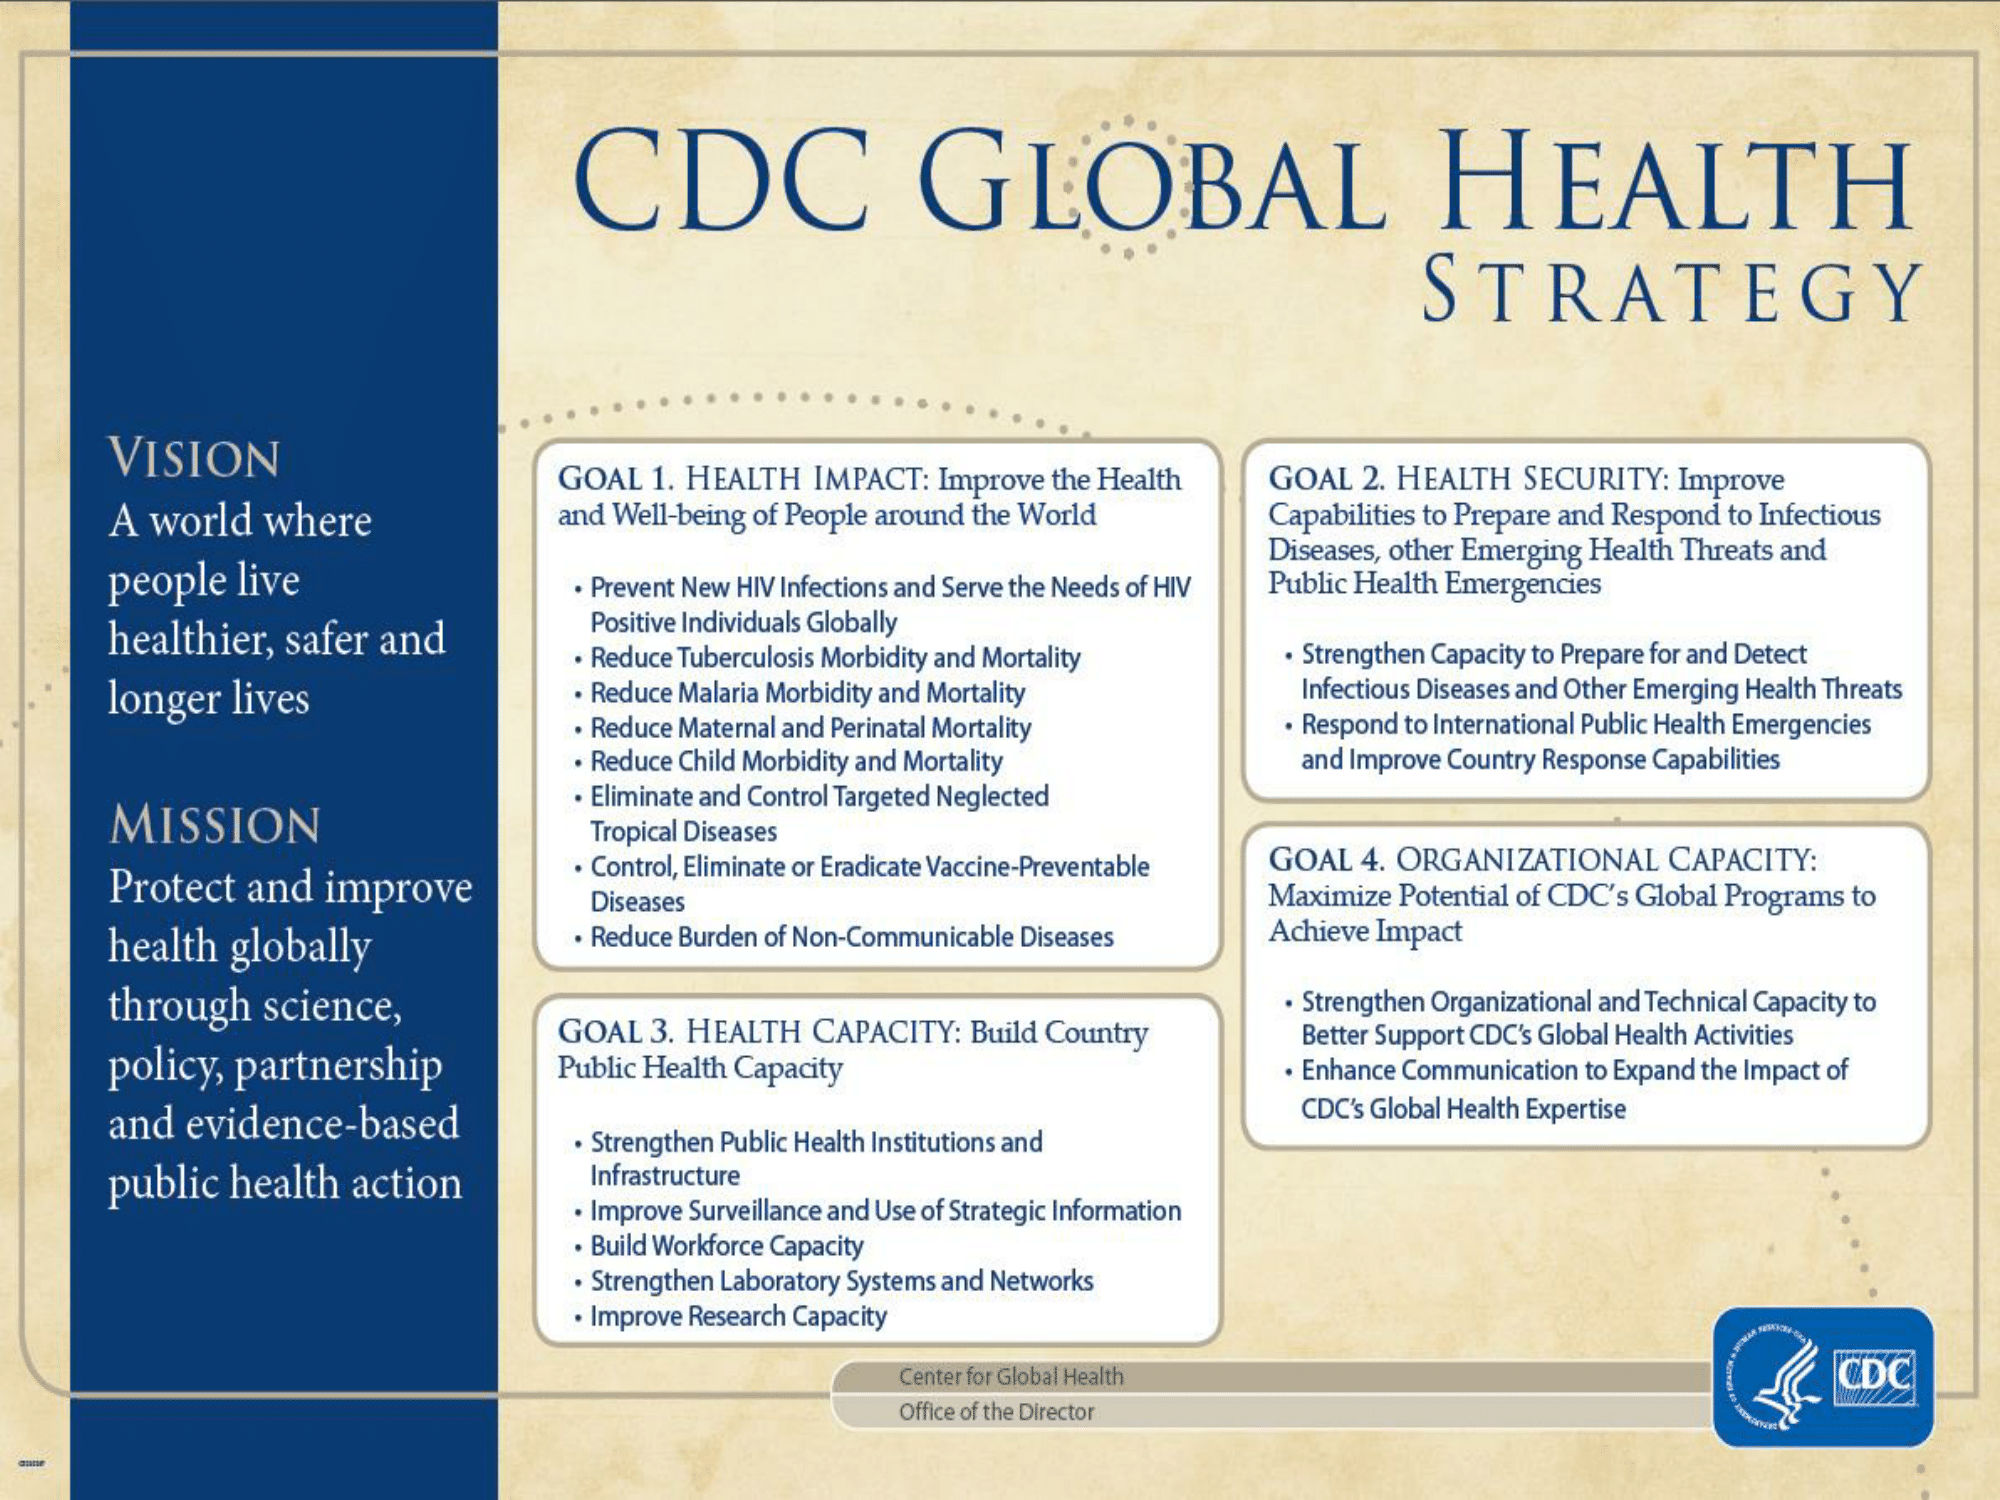 CDC GLOBAL HEALTH
STRATEGY
VISION
A world where
people live
healthier, safer and
longer lives
MISSION
Protect and improve
health globally
through science,
policy, partnership
and evidence-based
public health action
GOAL 1. HEALTH IMPACT: Improve the Health
and Well-being of People around the World
• Prevent New HIV Infections and Serve the Needs of HIV
Positive Individuals Globally
• Reduce Tuberculosis Morbidity and Mortality
• Reduce Malaria Morbidity and Mortality
• Reduce Maternal and Perinatal Mortality
• Reduce Child Morbidity and Mortality
• Eliminate and Control Targeted Neglected
Tropical Diseases
• Control, Eliminate or Eradicate Vaccine-Preventable
Diseases
• Reduce Burden of Non-Communicable Diseases
GOAL 2. HEALTH SECURITY: Improve
Capabilities to Prepare and Respond to Infectious
Diseases, other Emerging Health Threats and
Public Health Emergencies
• Strengthen Capacity to Prepare for and Detect
Infectious Diseases and Other Emerging Health Threats
• Respond to International Public Health Emergencies
and Improve Country Response Capabilities
GOAL 3. HEALTH CAPACITY: Build Country
Public Health Capacity
• Strengthen Public Health Institutions and
Infrastructure
• Improve Surveillance and Use of Strategic Information
• Build Workforce Capacity
• Strengthen Laboratory Systems and Networks
• Improve Research Capacity
GOAL 4. ORGANIZATIONAL CAPACITY:
Maximize Potential of CDC's Global Programs to
Achieve Impact
• Strengthen Organizational and Technical Capacity to
Better Support CDC's Global Health Activities
• Enhance Communication to Expand the Impact of
CDC's Global Health Expertise
Center for Global Health
Office of the Director
DEPARTMENT OF HEALTH & HUMAN SERVICES • USA
CDC